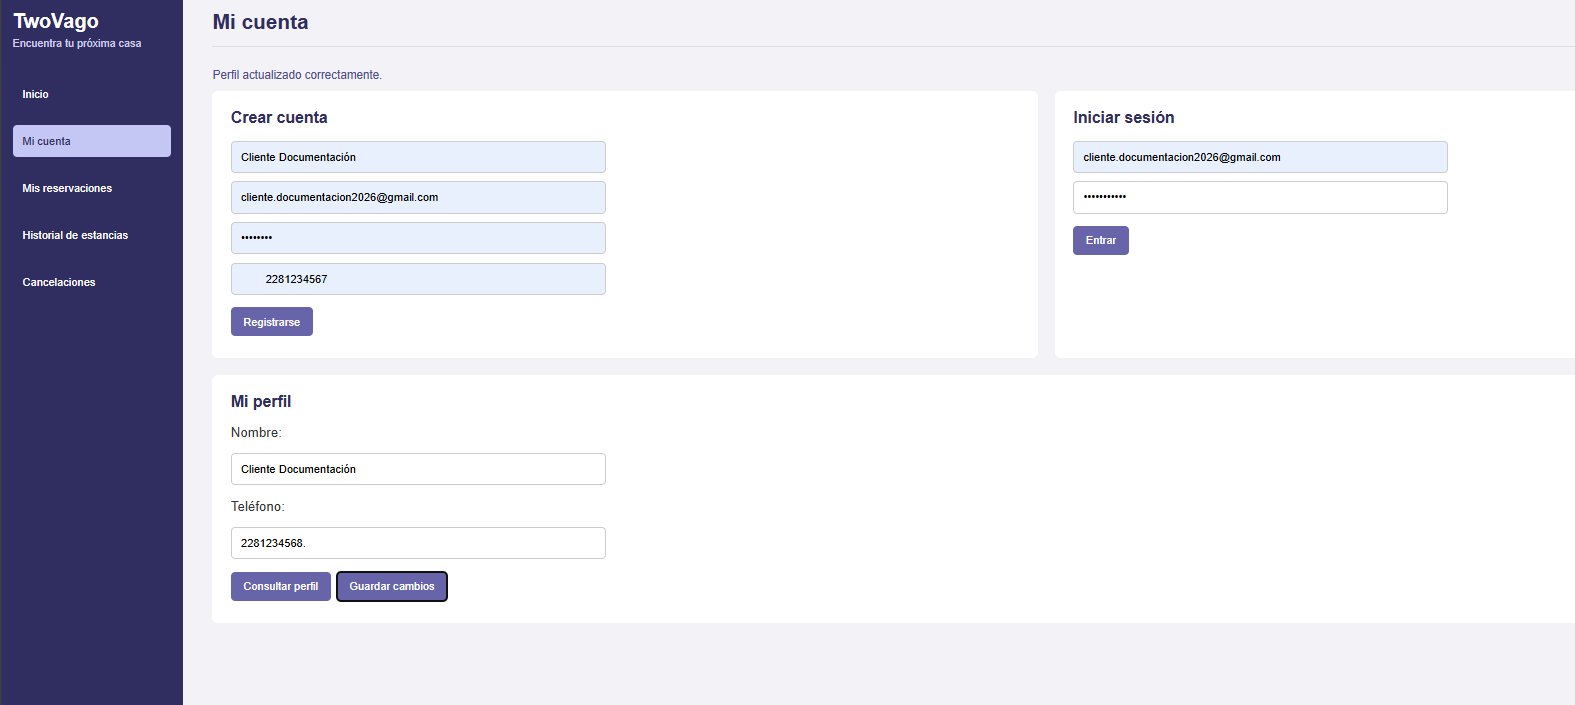 TwoVago
Encuentra tu próxima casa
Inicio
Mi cuenta
Mis reservaciones
Historial de estancias
Cancelaciones
Mi cuenta
Perfil actualizado correctamente.
Crear cuenta
Cliente Documentación
cliente.documentacion2026@gmail.com
••••••••
2281234567
Registrarse
Iniciar sesión
cliente.documentacion2026@gmail.com
•••••••••••
Entrar
Mi perfil
Nombre:
Cliente Documentación
Teléfono:
2281234568.
Consultar perfil
Guardar cambios